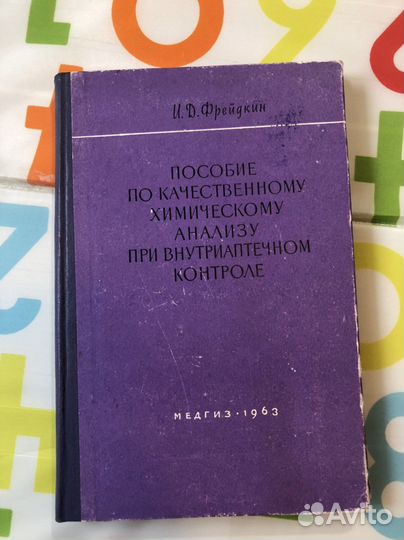 И.Д.Фрейдкин
ПОСОБИЕ
ПО КАЧЕСТВЕННОМУ
ХИМИЧЕСКОМУ
АНАЛИЗУ
ПРИ ВНУТРИАПТЕЧНОМ
КОНТРОЛЕ
МЕДГИЗ · 1963
Avito